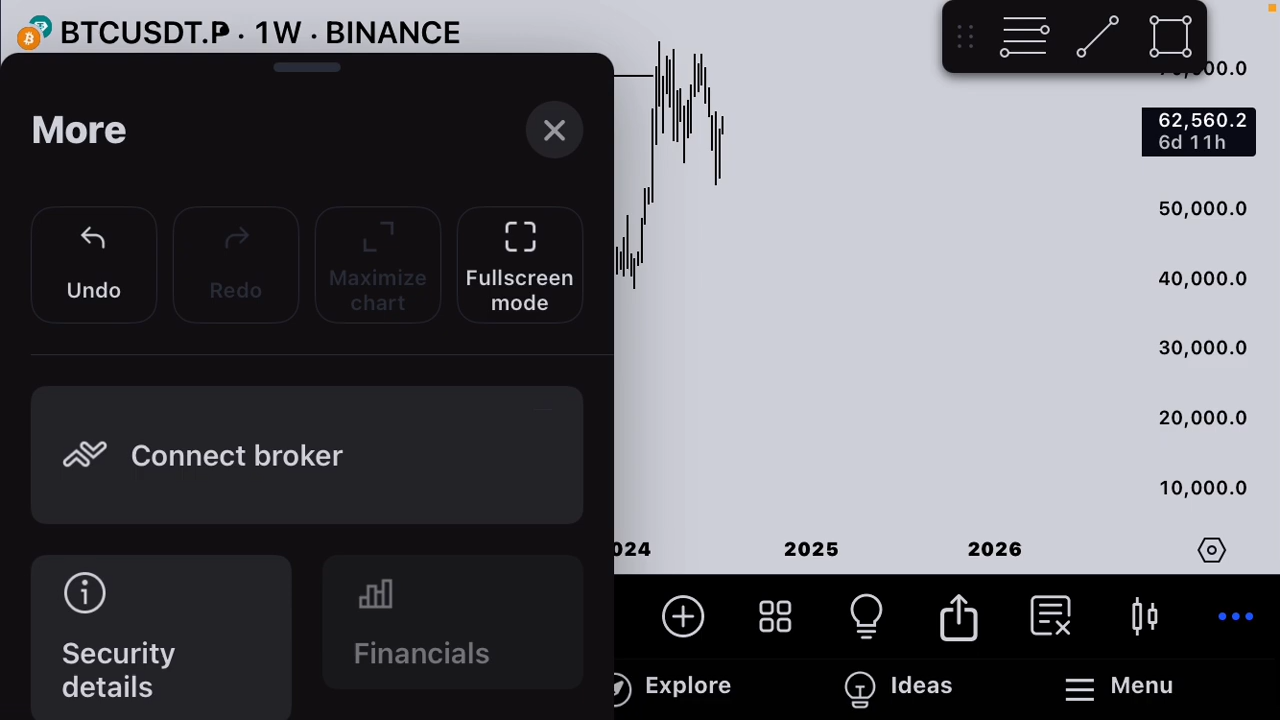 BTCUSDT.P · 1W · BINANCE
More
Undo
Redo
Maximize
chart
Fullscreen
mode
Connect broker
Security
details
Financials
62,560.2
6d 11h
50,000.0
40,000.0
30,000.0
20,000.0
10,000.0
2025
2026
Explore
Ideas
Menu